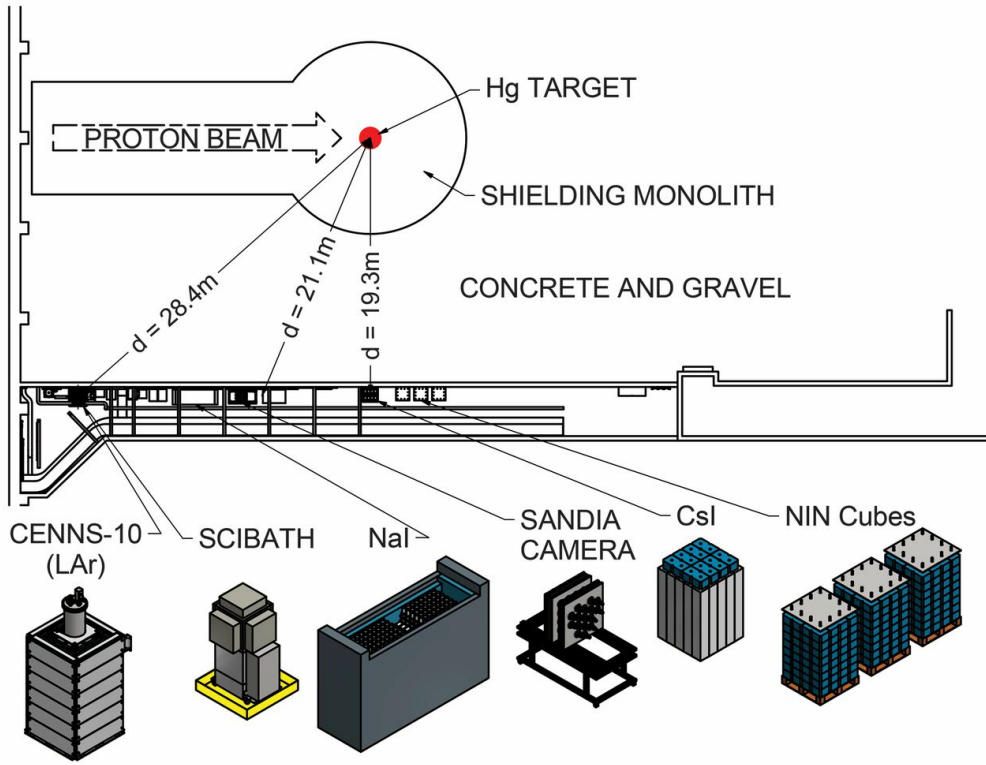 Hg TARGET
PROTON BEAM
SHIELDING MONOLITH
d = 28.4m
d = 21.1m
d = 19.3m
CONCRETE AND GRAVEL
CENNS-10
(LAr)
SCIBATH
NaI
SANDIA
CAMERA
CsI
NIN Cubes